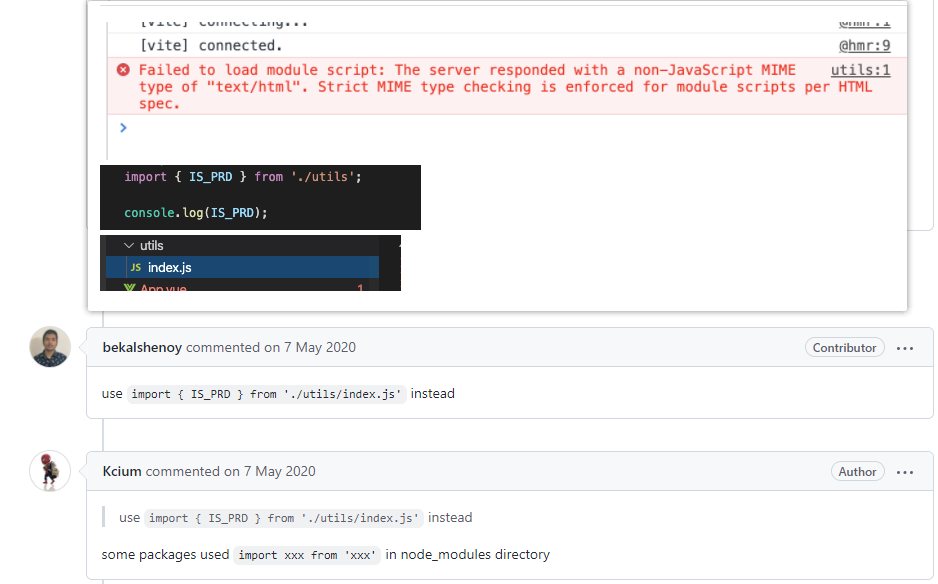 [vite] connecting... @hmr:1
[vite] connected. @hmr:9
Failed to load module script: The server responded with a non-JavaScript MIME utils:1
type of "text/html". Strict MIME type checking is enforced for module scripts per HTML
spec.
import { IS_PRD } from './utils';
console.log(IS_PRD);
utils
JS index.js
App.vue 1
bekalshenoy commented on 7 May 2020 Contributor
use import { IS_PRD } from './utils/index.js' instead
Kcium commented on 7 May 2020 Author
use import { IS_PRD } from './utils/index.js' instead
some packages used import xxx from 'xxx' in node_modules directory